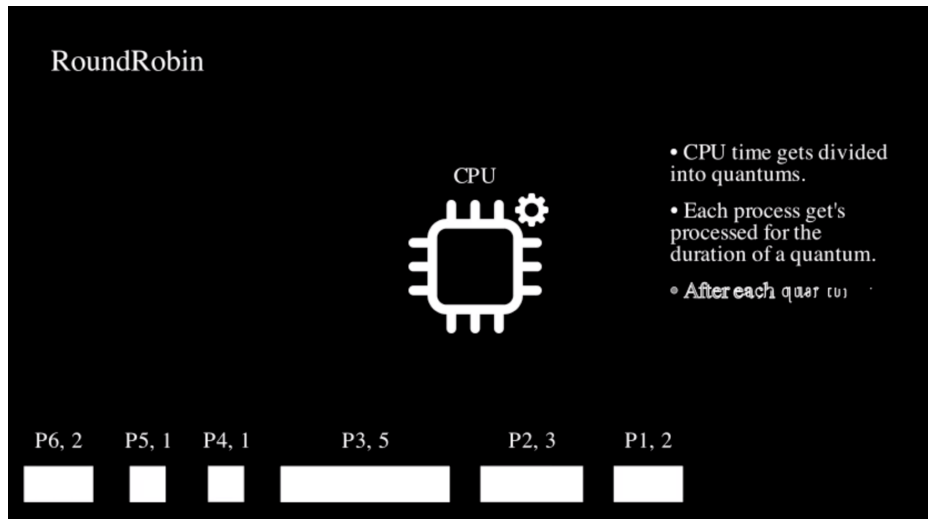 RoundRobin
CPU
• CPU time gets divided
into quantums.
• Each process get's
processed for the
duration of a quantum.
• After each
P6, 2
P5, 1
P4, 1
P3, 5
P2, 3
P1, 2